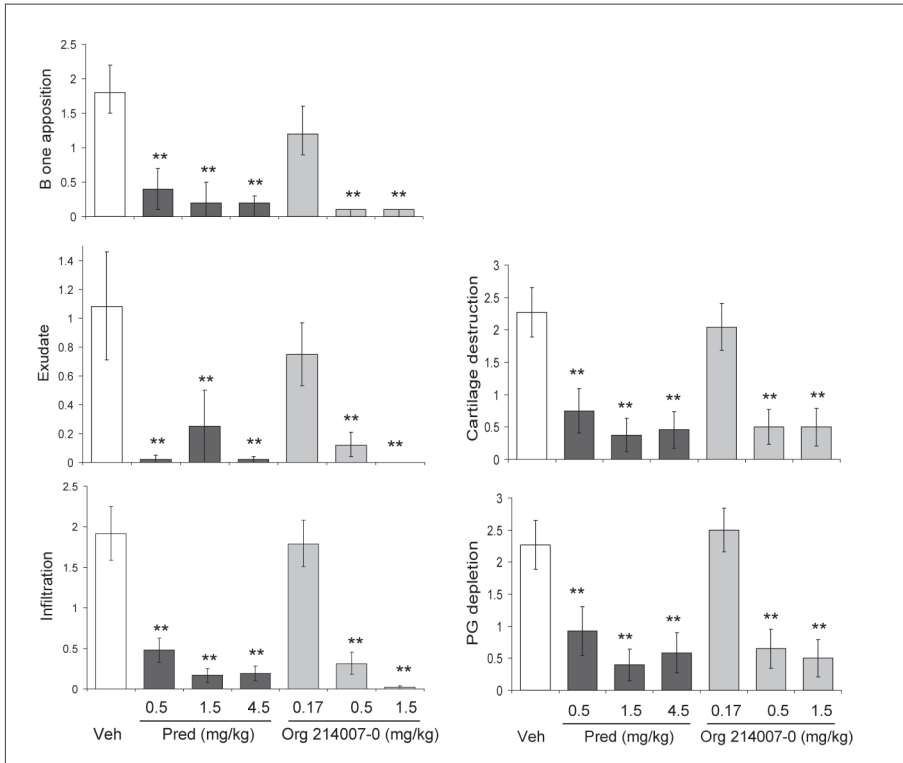 B one apposition
2.5
2
1.5
1
0.5
0
** ** ** ** **
Exudate
1.4
1.2
1
0.8
0.6
0.4
0.2
0
** ** ** ** **
Infiltration
2.5
2
1.5
1
0.5
0
** ** ** ** **
0.5 1.5 4.5 0.17 0.5 1.5
Veh Pred (mg/kg) Org 214007-0 (mg/kg)
Cartilage destruction
3
2.5
2
1.5
1
0.5
0
** ** ** ** **
PG depletion
3
2.5
2
1.5
1
0.5
0
** ** ** ** **
0.5 1.5 4.5 0.17 0.5 1.5
Veh Pred (mg/kg) Org 214007-0 (mg/kg)